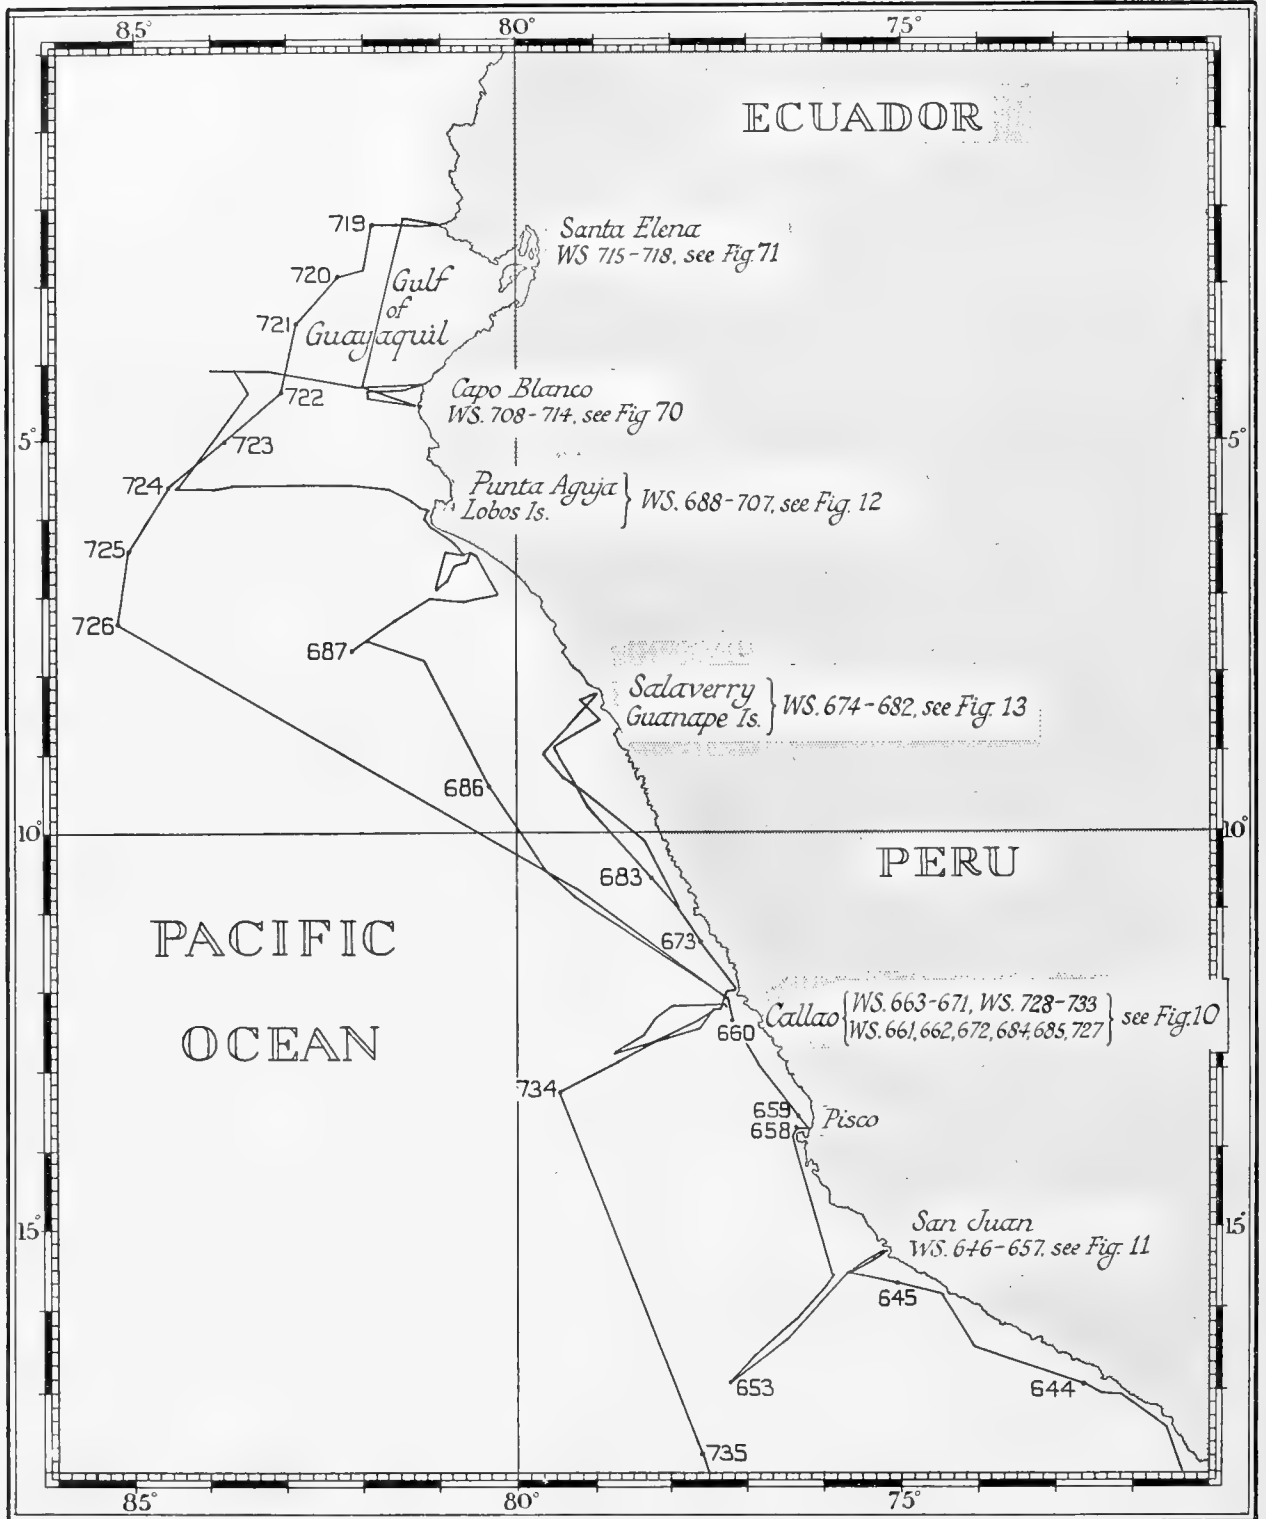 85° 80° 75°
ECUADOR
719
Santa Elena
WS 715-718, see Fig. 71
720
Gulf
of
Guayaquil
721
722
Capo Blanco
WS. 708-714, see Fig 70
5° 723 5°
724
Punta Aguja
Lobos Is. } WS. 688-707, see Fig. 12
725
726
687
Salaverry
Guanape Is. } WS. 674-682, see Fig. 13
686
10° 10°
683
PERU
PACIFIC
673
OCEAN
Callao { WS. 663-671, WS. 728-733
WS. 661, 662, 672, 684, 685, 727 } see Fig. 10
660
734
659
658
Pisco
15° 15°
San Juan
WS. 646-657, see Fig. 11
645
653
644
735
85° 80° 75°